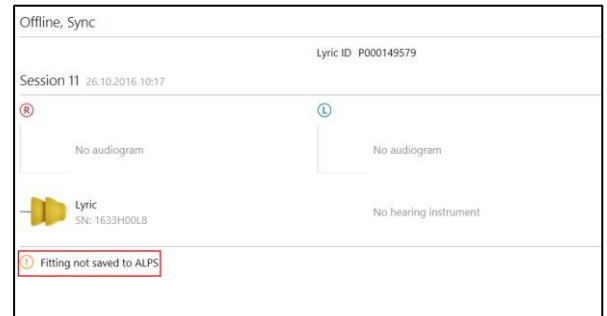 Offline, Sync
Lyric ID P000149579
Session 11 26.10.2016 10:17
R L
No audiogram No audiogram
Lyric
SN: 1633H00L8
No hearing instrument
! Fitting not saved to ALPS